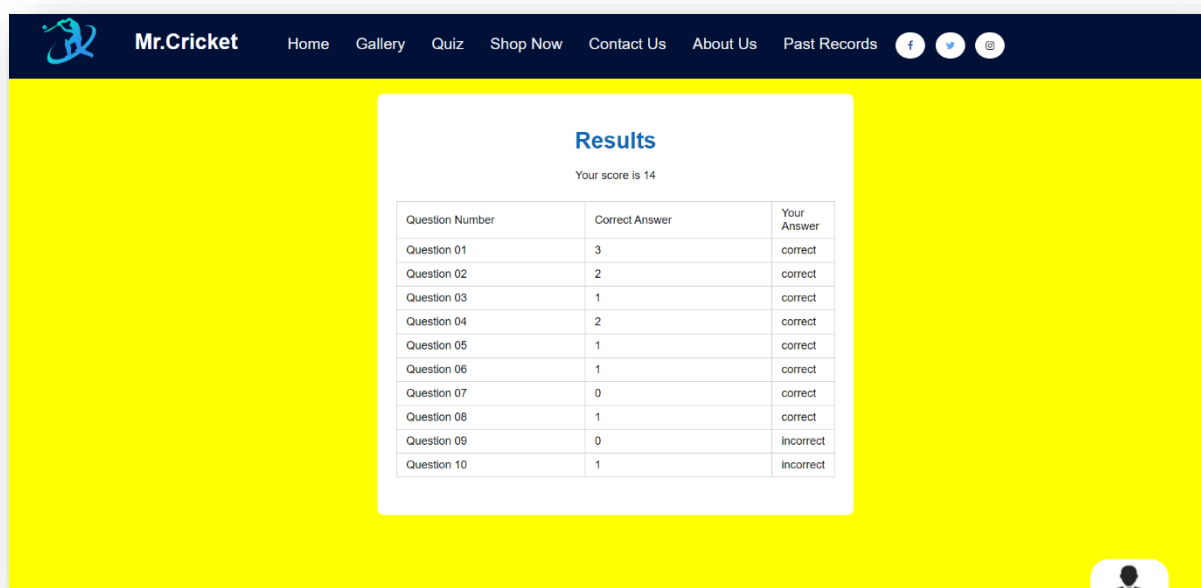 Mr.Cricket Home Gallery Quiz Shop Now Contact Us About Us Past Records
Results
Your score is 14
Question Number Correct Answer Your Answer
Question 01 3 correct
Question 02 2 correct
Question 03 1 correct
Question 04 2 correct
Question 05 1 correct
Question 06 1 correct
Question 07 0 correct
Question 08 1 correct
Question 09 0 incorrect
Question 10 1 incorrect